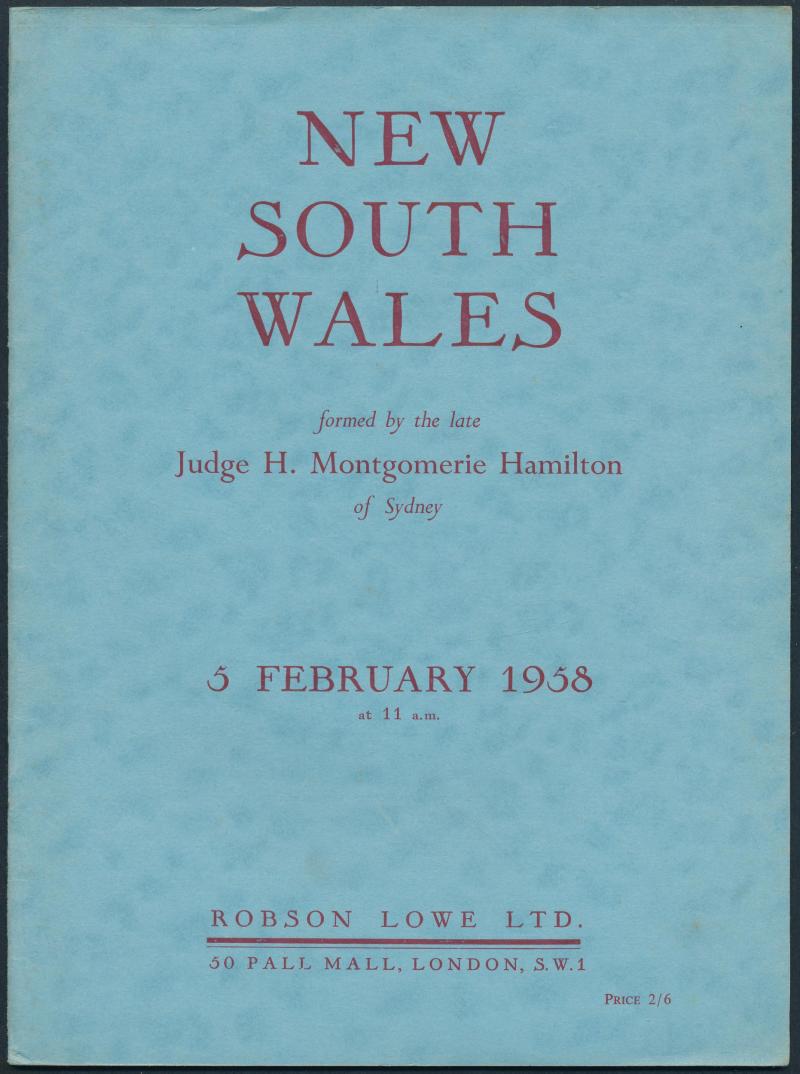 NEW
SOUTH
WALES
formed by the late
Judge H. Montgomerie Hamilton
of Sydney
5 FEBRUARY 1958
at 11 a.m.
ROBSON LOWE LTD.
50 PALL MALL, LONDON, S.W.1
PRICE 2/6